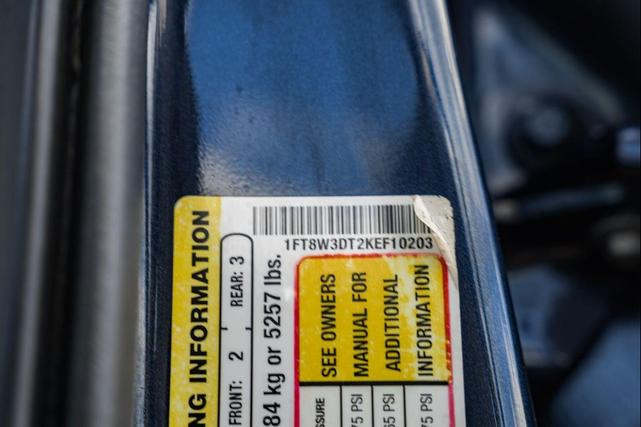 1FT8W3DT2KEF10203
NG INFORMATION
FRONT: 2 REAR: 3
84 kg or 5257 lbs.
SEE OWNERS
MANUAL FOR
ADDITIONAL
INFORMATION
SSURE
75 PSI
65 PSI
75 PSI